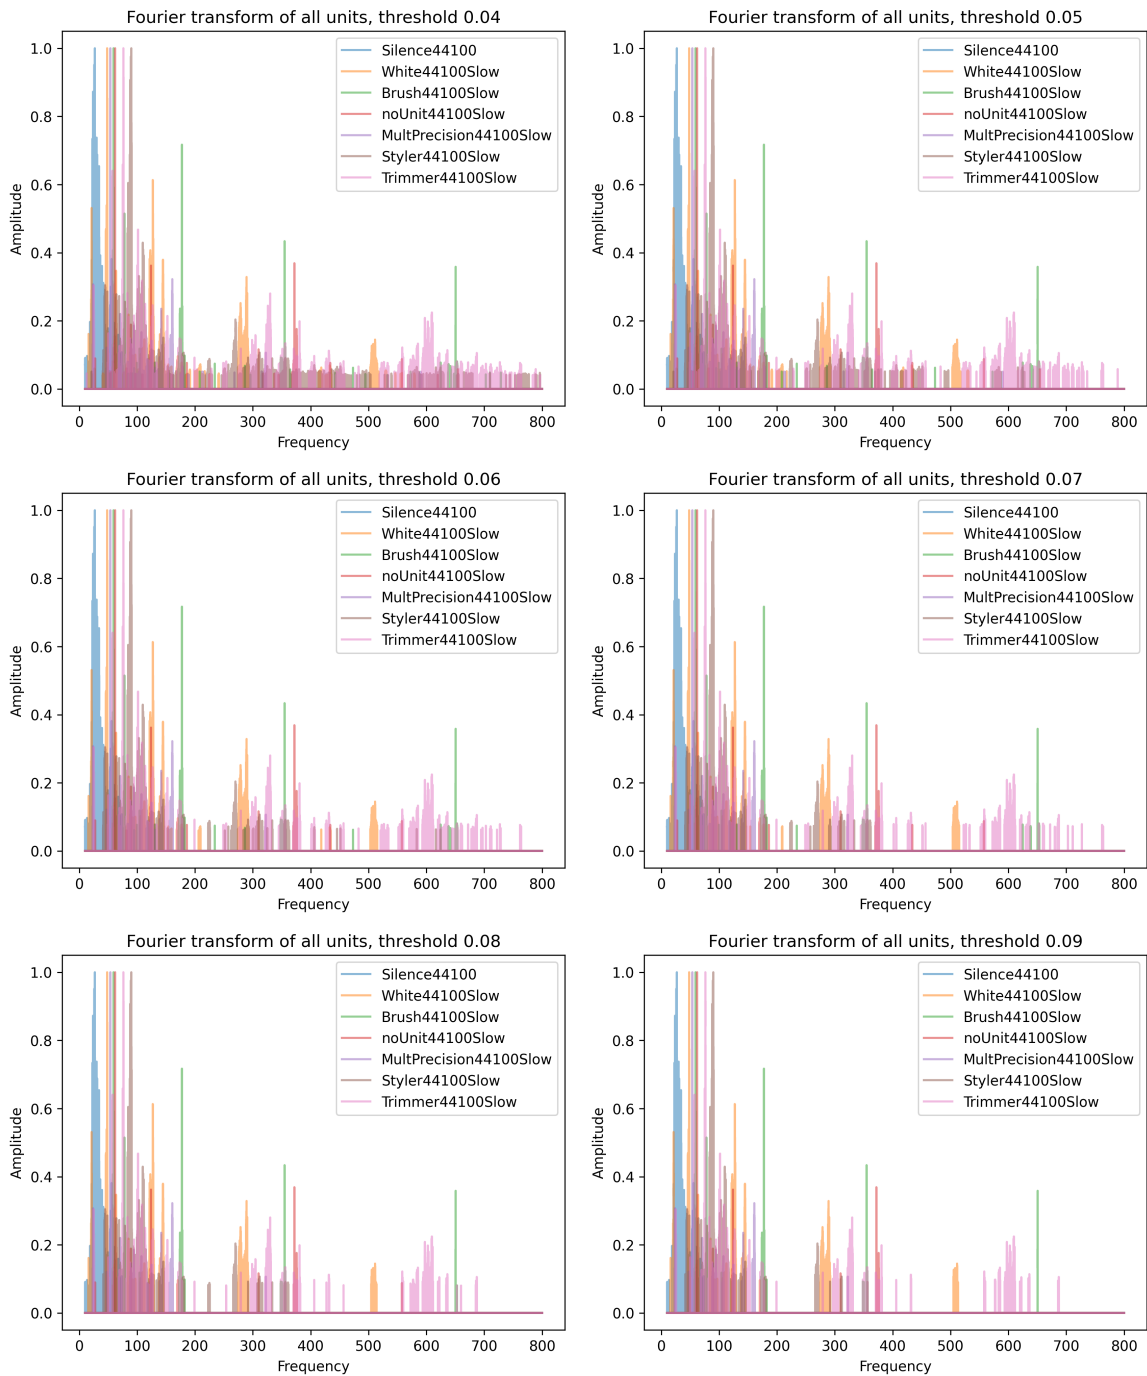 Fourier transform of all units, threshold 0.04
1.0
0.8
0.6
0.4
0.2
0.0
Amplitude
Silence44100
White44100Slow
Brush44100Slow
noUnit44100Slow
MultPrecision44100Slow
Styler44100Slow
Trimmer44100Slow
0 100 200 300 400 500 600 700 800
Frequency
Fourier transform of all units, threshold 0.05
1.0
0.8
0.6
0.4
0.2
0.0
Amplitude
Silence44100
White44100Slow
Brush44100Slow
noUnit44100Slow
MultPrecision44100Slow
Styler44100Slow
Trimmer44100Slow
0 100 200 300 400 500 600 700 800
Frequency
Fourier transform of all units, threshold 0.06
1.0
0.8
0.6
0.4
0.2
0.0
Amplitude
Silence44100
White44100Slow
Brush44100Slow
noUnit44100Slow
MultPrecision44100Slow
Styler44100Slow
Trimmer44100Slow
0 100 200 300 400 500 600 700 800
Frequency
Fourier transform of all units, threshold 0.07
1.0
0.8
0.6
0.4
0.2
0.0
Amplitude
Silence44100
White44100Slow
Brush44100Slow
noUnit44100Slow
MultPrecision44100Slow
Styler44100Slow
Trimmer44100Slow
0 100 200 300 400 500 600 700 800
Frequency
Fourier transform of all units, threshold 0.08
1.0
0.8
0.6
0.4
0.2
0.0
Amplitude
Silence44100
White44100Slow
Brush44100Slow
noUnit44100Slow
MultPrecision44100Slow
Styler44100Slow
Trimmer44100Slow
0 100 200 300 400 500 600 700 800
Frequency
Fourier transform of all units, threshold 0.09
1.0
0.8
0.6
0.4
0.2
0.0
Amplitude
Silence44100
White44100Slow
Brush44100Slow
noUnit44100Slow
MultPrecision44100Slow
Styler44100Slow
Trimmer44100Slow
0 100 200 300 400 500 600 700 800
Frequency